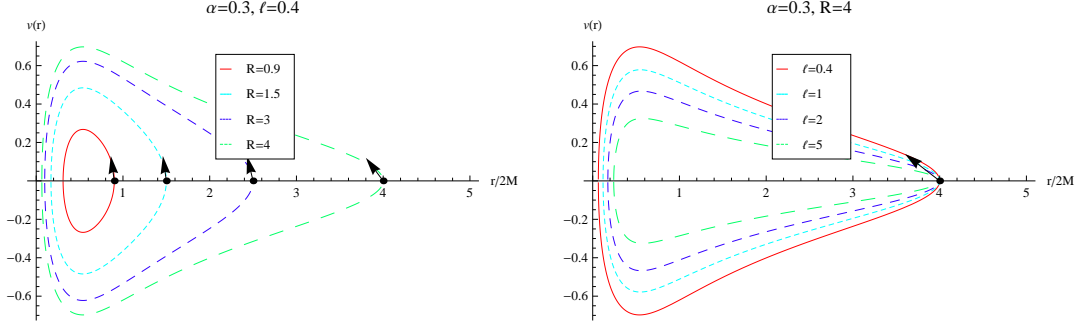 α=0.3, ℓ=0.4
v(r)
0.6
0.4
0.2
-0.2
-0.4
-0.6
1
2
3
4
5
r/2M
R=0.9
R=1.5
R=3
R=4
α=0.3, R=4
v(r)
0.6
0.4
0.2
-0.2
-0.4
-0.6
1
2
3
4
5
r/2M
ℓ=0.4
ℓ=1
ℓ=2
ℓ=5